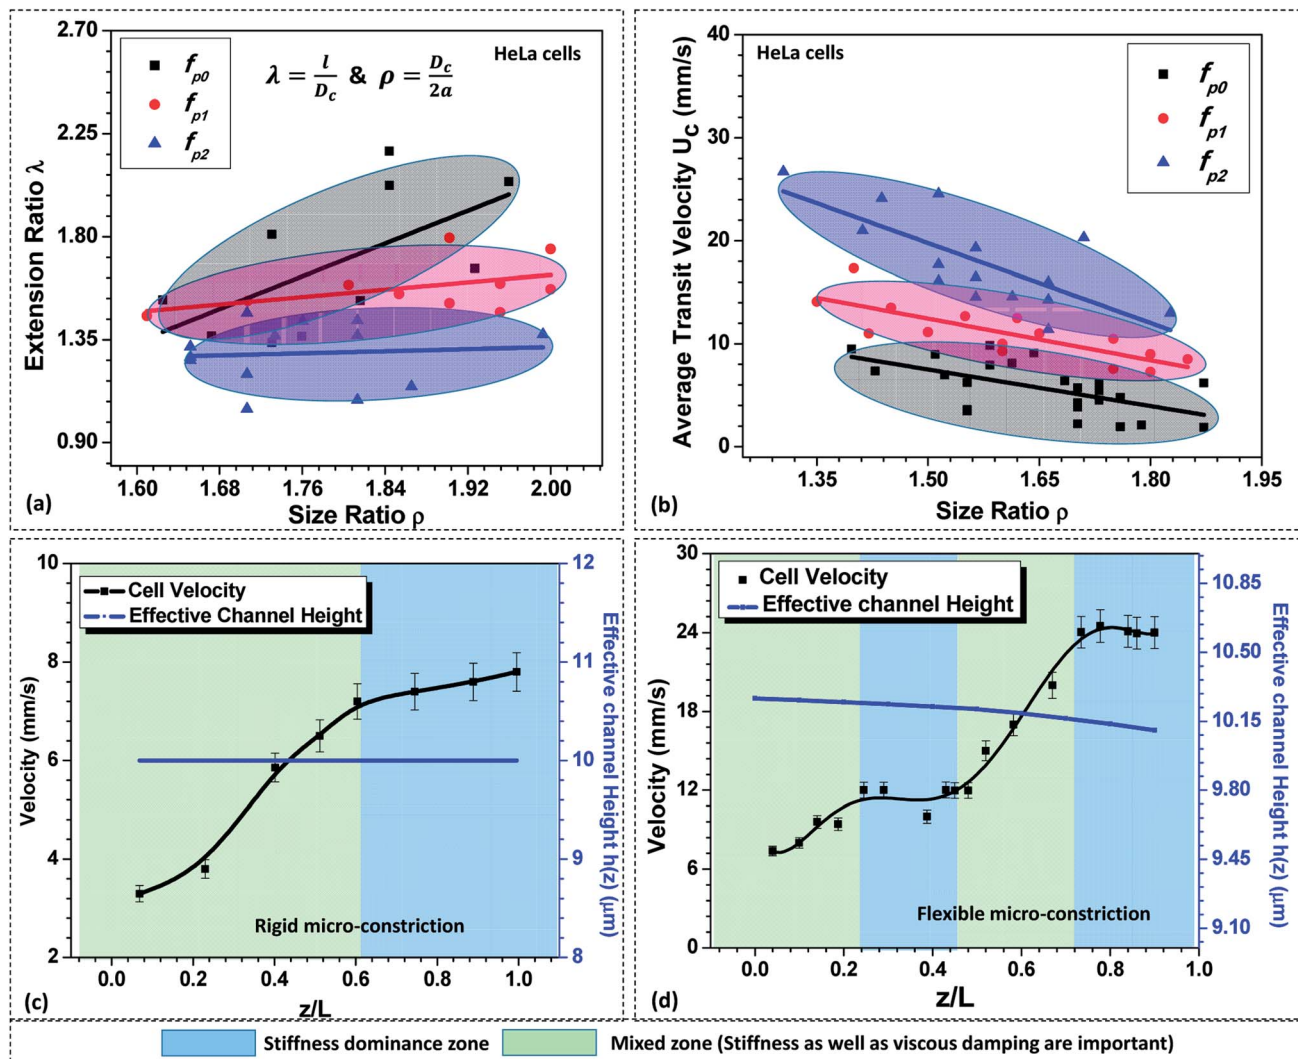 2.70
2.25
1.80
1.35
0.90
Extension Ratio λ
f_p0
f_p1
f_p2
λ = l/D_c & ρ = D_c/2a
HeLa cells
1.60 1.68 1.76 1.84 1.92 2.00
Size Ratio ρ
(a)
40
30
20
10
0
Average Transit Velocity U_C (mm/s)
HeLa cells
f_p0
f_p1
f_p2
1.35 1.50 1.65 1.80 1.95
Size Ratio ρ
(b)
10
8
6
4
2
Velocity (mm/s)
Cell Velocity
Effective Channel Height
12
11
10
9
8
Effective channel Height h(z) (μm)
Rigid micro-constriction
0.0 0.2 0.4 0.6 0.8 1.0
z/L
(c)
30
24
18
12
6
0
Velocity (mm/s)
Cell Velocity
Effective channel Height
10.85
10.50
10.15
9.80
9.45
9.10
Effective channel Height h(z) (μm)
Flexible micro-constriction
0.0 0.2 0.4 0.6 0.8 1.0
z/L
(d)
Stiffness dominance zone
Mixed zone (Stiffness as well as viscous damping are important)